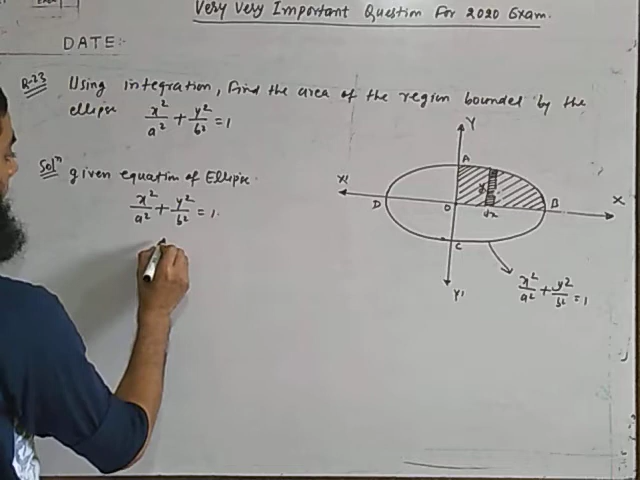 Very Very Important Question For 2020 Exam.
DATE:-
Q-23 Using integration, Find the area of the region bounded by the
ellipse x²/a² + y²/b² = 1
Solⁿ given equation of Ellipse.
x²/a² + y²/b² = 1.
Y
A
X'
X
D
O
B
dx
C
Y'
x²/a² + y²/b² = 1